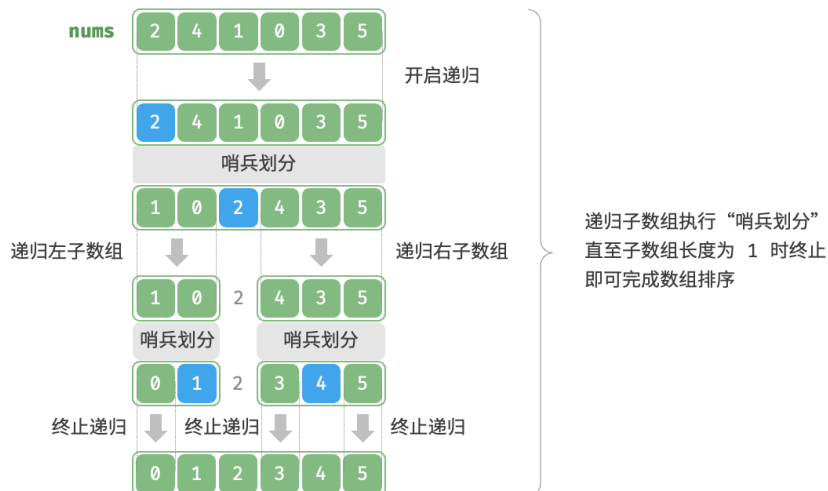 nums 2 4 1 0 3 5
开启递归
2 4 1 0 3 5
哨兵划分
1 0 2 4 3 5
递归左子数组
递归右子数组
1 0 2 4 3 5
哨兵划分 哨兵划分
0 1 2 3 4 5
终止递归 终止递归 终止递归
0 1 2 3 4 5
递归子数组执行“哨兵划分”
直至子数组长度为 1 时终止
即可完成数组排序